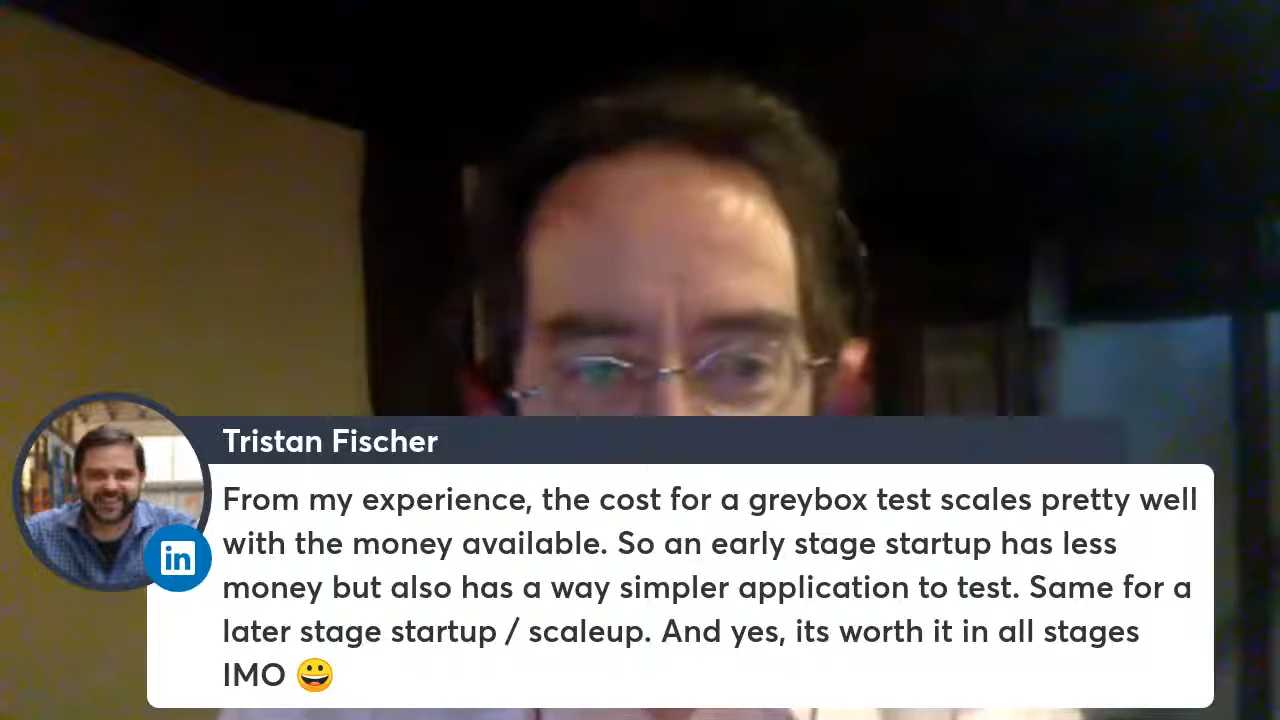 Tristan Fischer
From my experience, the cost for a greybox test scales pretty well
with the money available. So an early stage startup has less
money but also has a way simpler application to test. Same for a
later stage startup / scaleup. And yes, its worth it in all stages
IMO 😀
in